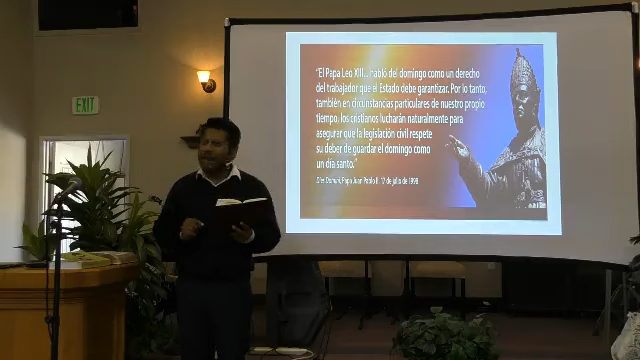 EXIT
"El Papa Leo XIII... habló del domingo como un derecho
del trabajador que el Estado debe garantizar. Por lo tanto,
también en circunstancias particulares de nuestro propio
tiempo, los cristianos lucharán naturalmente para
asegurar que la legislación civil respete
su deber de guardar el domingo como
un día santo."
Dies Domini, Papa Juan Pablo II. 17 de julio de 1998